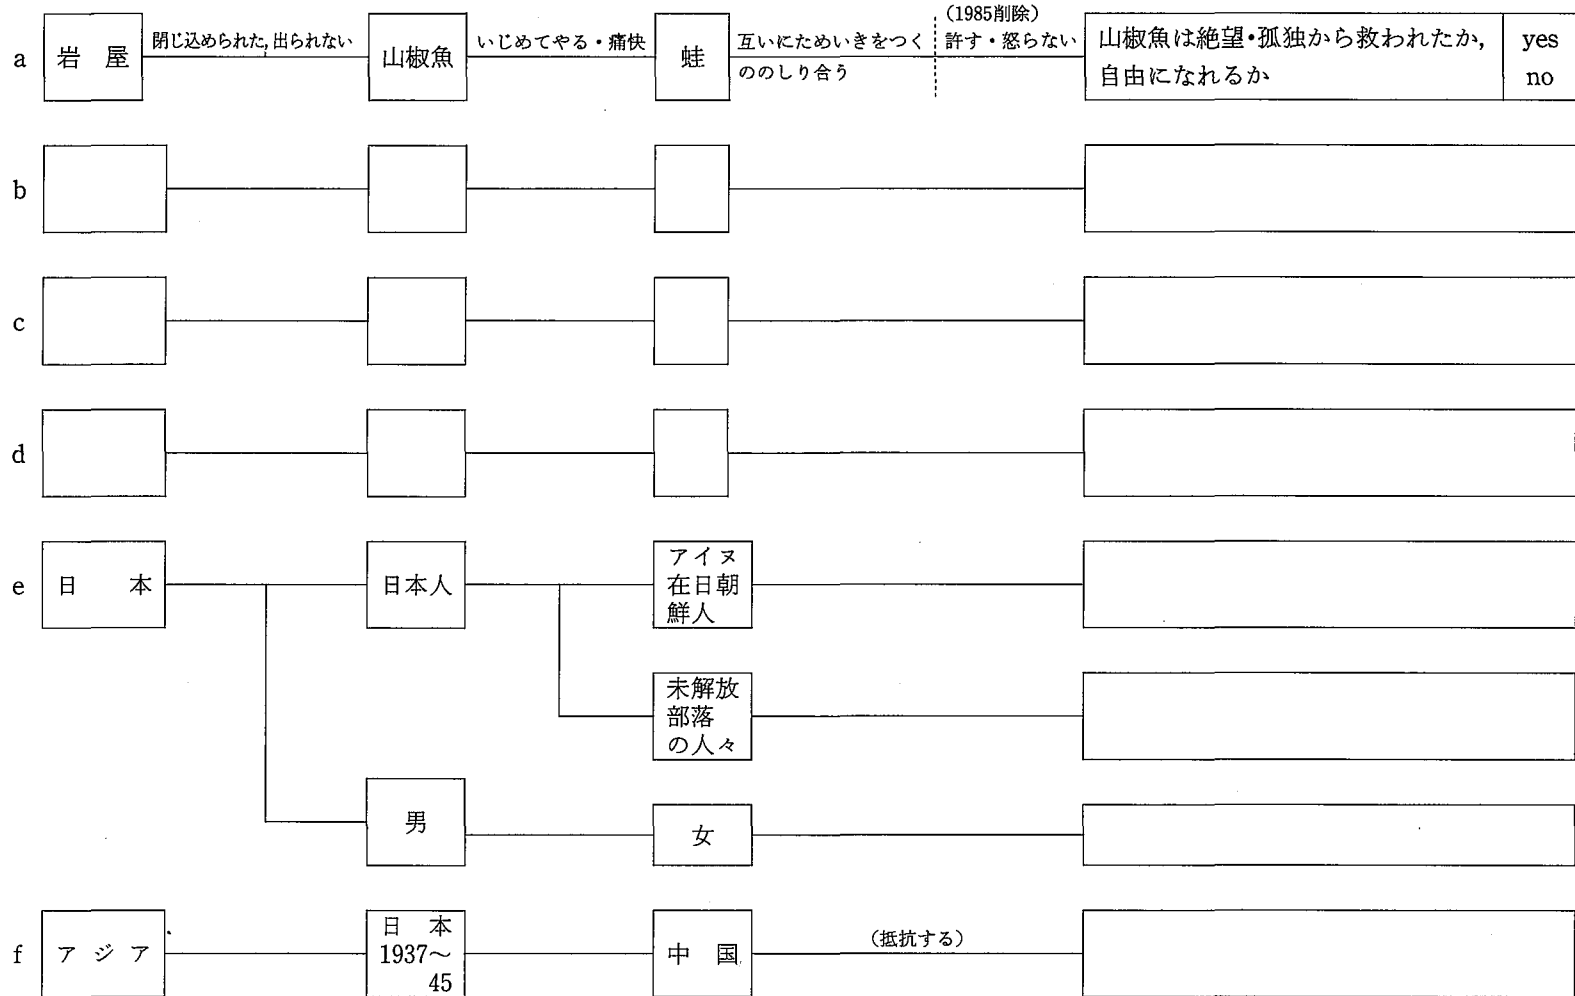 (1985削除)
a 岩屋 閉じ込められた,出られない 山椒魚 いじめてやる・痛快 蛙 互いにためいきをつく 許す・怒らない 山椒魚は絶望・孤独から救われたか, yes
ののしり合う 自由になれるか no
b
c
d
e 日本 日本人 アイヌ
在日朝
鮮人
未解放
部落
の人々
男 女
f アジア 日本
1937~
45
中国 (抵抗する)